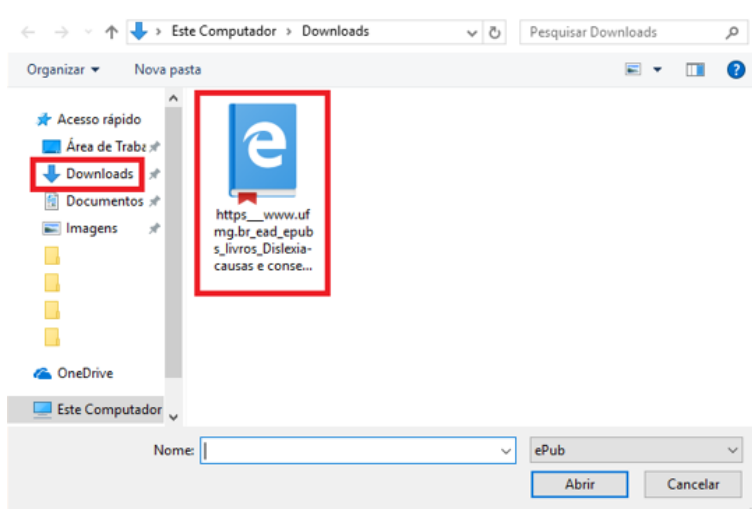 Este Computador > Downloads
Pesquisar Downloads
Organizar
Nova pasta
Acesso rápido
Área de Traba
Downloads
Documentos
Imagens
OneDrive
Este Computador
https__www.uf
mg.br_ead_epub
s_livros_Dislexia-
causas e conse...
Nome:
ePub
Abrir
Cancelar